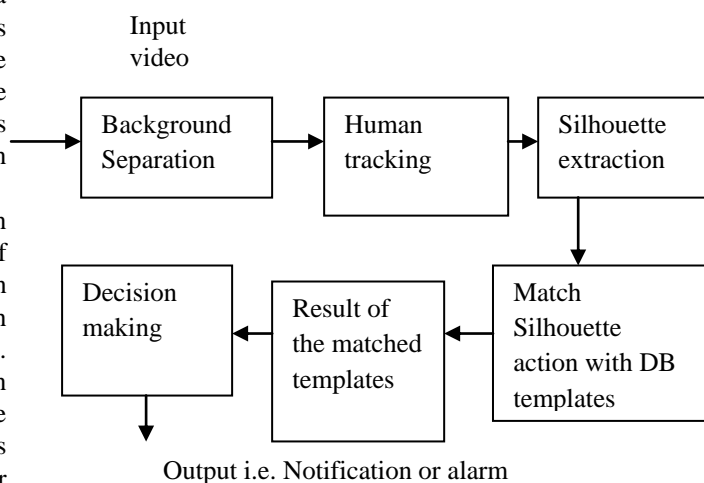 Input
video
Background
Separation
Human
tracking
Silhouette
extraction
Match
Silhouette
action with DB
templates
Result of
the matched
templates
Decision
making
Output i.e. Notification or alarm